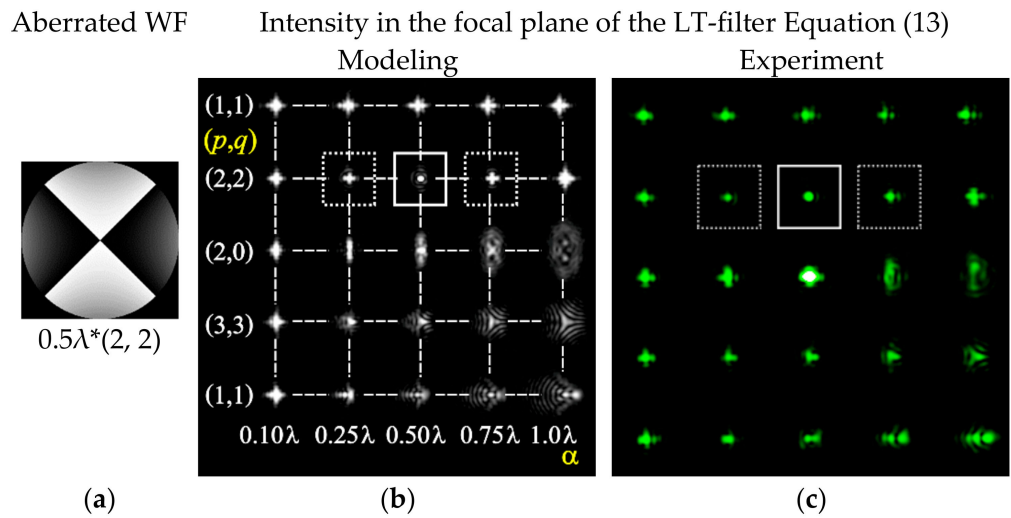 Aberrated WF
Intensity in the focal plane of the LT-filter Equation (13)
Modeling
Experiment
(1,1)
(p,q)
(2,2)
(2,0)
(3,3)
(1,1)
0.10λ 0.25λ 0.50λ 0.75λ 1.0λ
α
0.5λ*(2, 2)
(a)
(b)
(c)